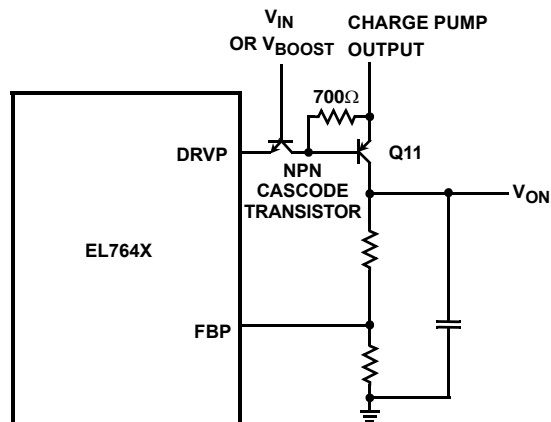 V_IN
OR V_BOOST
CHARGE PUMP
OUTPUT
700Ω
DRVP
Q11
NPN
CASCODE
TRANSISTOR
V_ON
EL764X
FBP